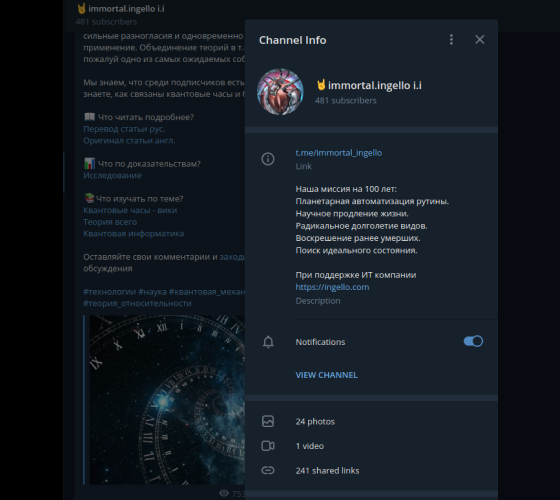 🤘immortal.ingello i.i
481 subscribers
сильные разногласия и одновременно
применение. Объединение теорий в т.
пожалуй одно из самых ожидаемых соб
Мы знаем, что среди подписчиков есть
знаете, как связаны квантовые часы и
📖 Что читать подробнее?
Перевод статьи рус.
Оригинал статьи англ.
📊 Что по доказательствам?
Исследование
📚Что изучать по теме?
Квантовые часы - вики
Теория всего
Квантовая информатика
Оставляйте свои комментарии и заходи
обсуждения
#технологии #наука #квантовая_механ
#теория_относительности
Channel Info
🤘immortal.ingello i.i
481 subscribers
t.me/immortal_ingello
Link
Наша миссия на 100 лет:
Планетарная автоматизация рутины.
Научное продление жизни.
Радикальное долголетие видов.
Воскрешение ранее умерших.
Поиск идеального состояния.
При поддержке ИТ компании
https://ingello.com
Description
Notifications
VIEW CHANNEL
24 photos
1 video
241 shared links